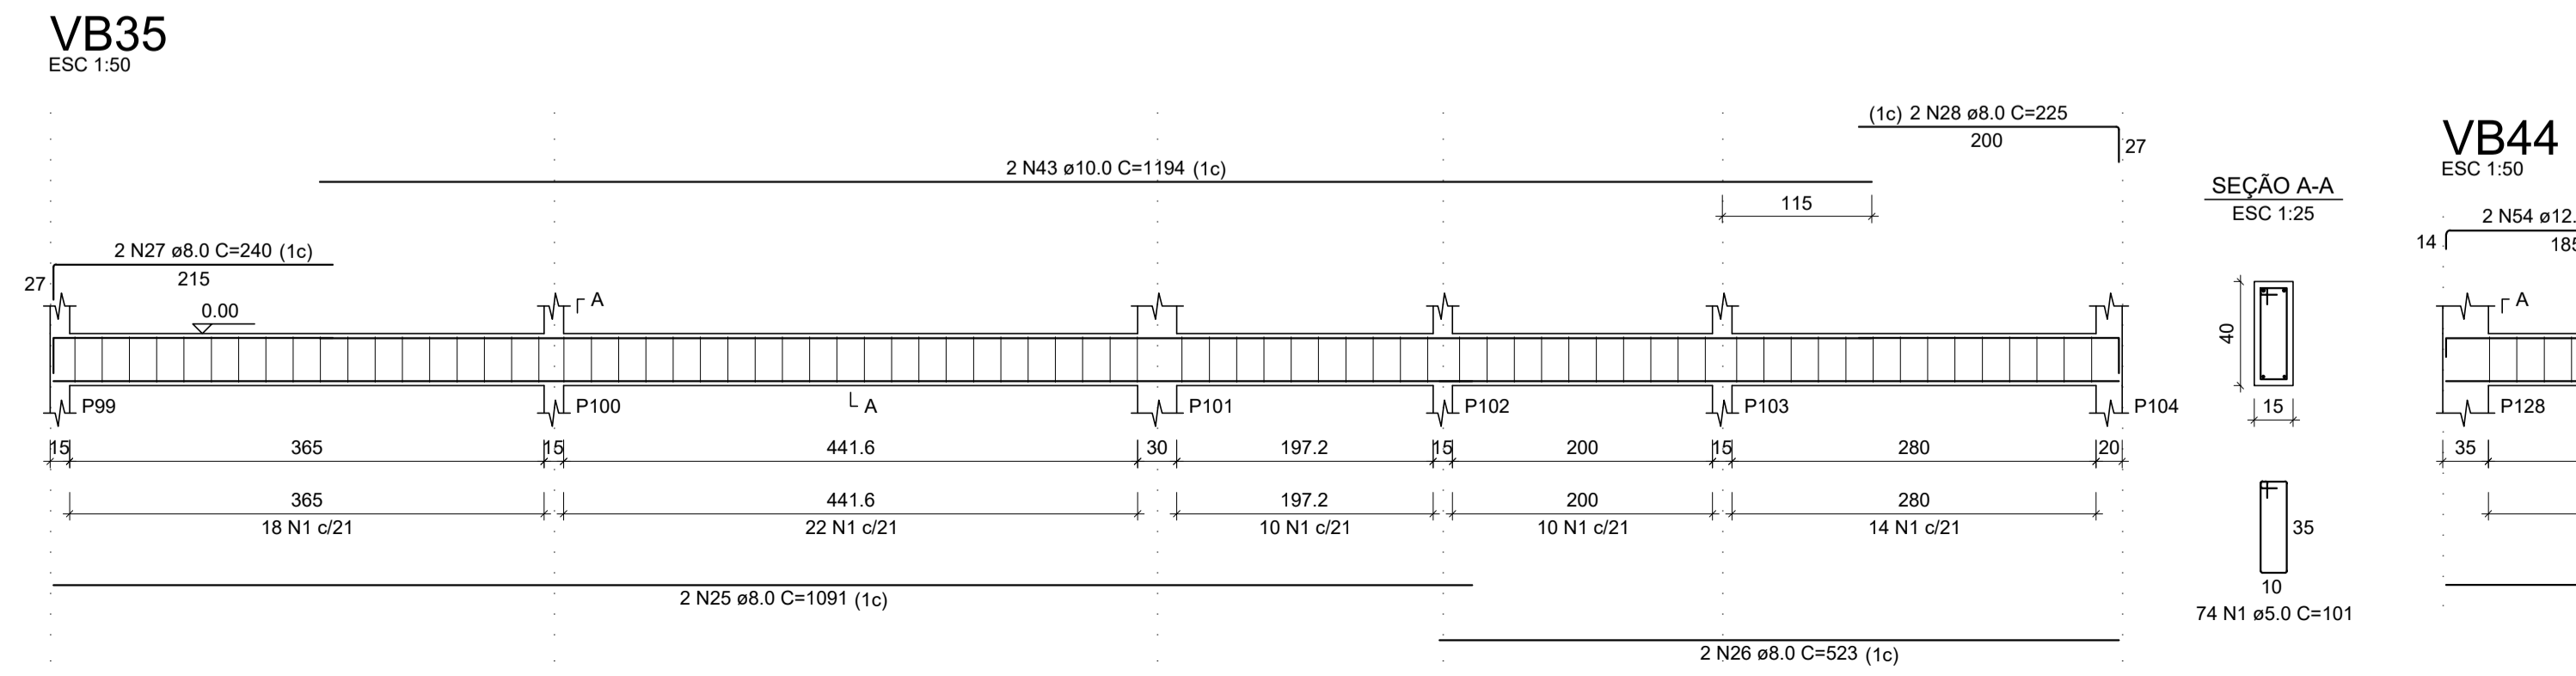 VB35
ESC 1:50
(1c) 2 N28 ø8.0 C=225
200
27
2 N43 ø10.0 C=1194 (1c)
115
2 N27 ø8.0 C=240 (1c)
215
27
0.00
A
A
P99
P100
P101
P102
P103
P104
15 365 15 441.6 30 197.2 15 200 15 280 20
365 441.6 197.2 200 280
18 N1 c/21 22 N1 c/21 10 N1 c/21 10 N1 c/21 14 N1 c/21
2 N25 ø8.0 C=1091 (1c)
2 N26 ø8.0 C=523 (1c)
SEÇÃO A-A
ESC 1:25
40
15
35
10
74 N1 ø5.0 C=101
VB44
ESC 1:50
2 N54 ø12.
14
185
A
P128
35